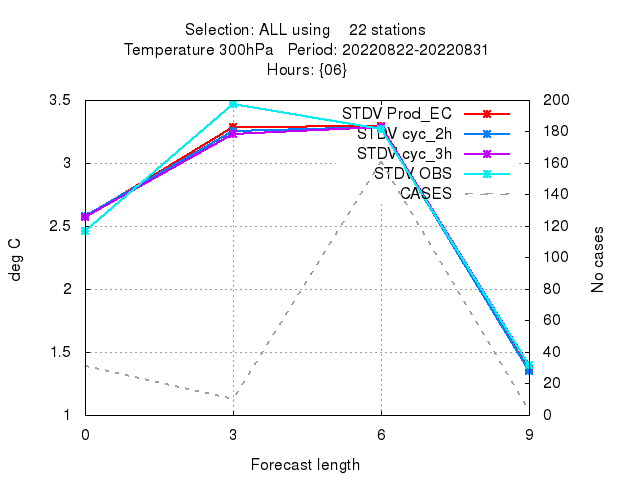 Selection: ALL using 22 stations
Temperature 300hPa Period: 20220822-20220831
Hours: {06}
3.5
3
2.5
2
1.5
1
200
180
160
140
120
100
80
60
40
20
0
STDV Prod_EC
STDV cyc_2h
STDV cyc_3h
STDV OBS
CASES
deg C
No cases
0 3 6 9
Forecast length